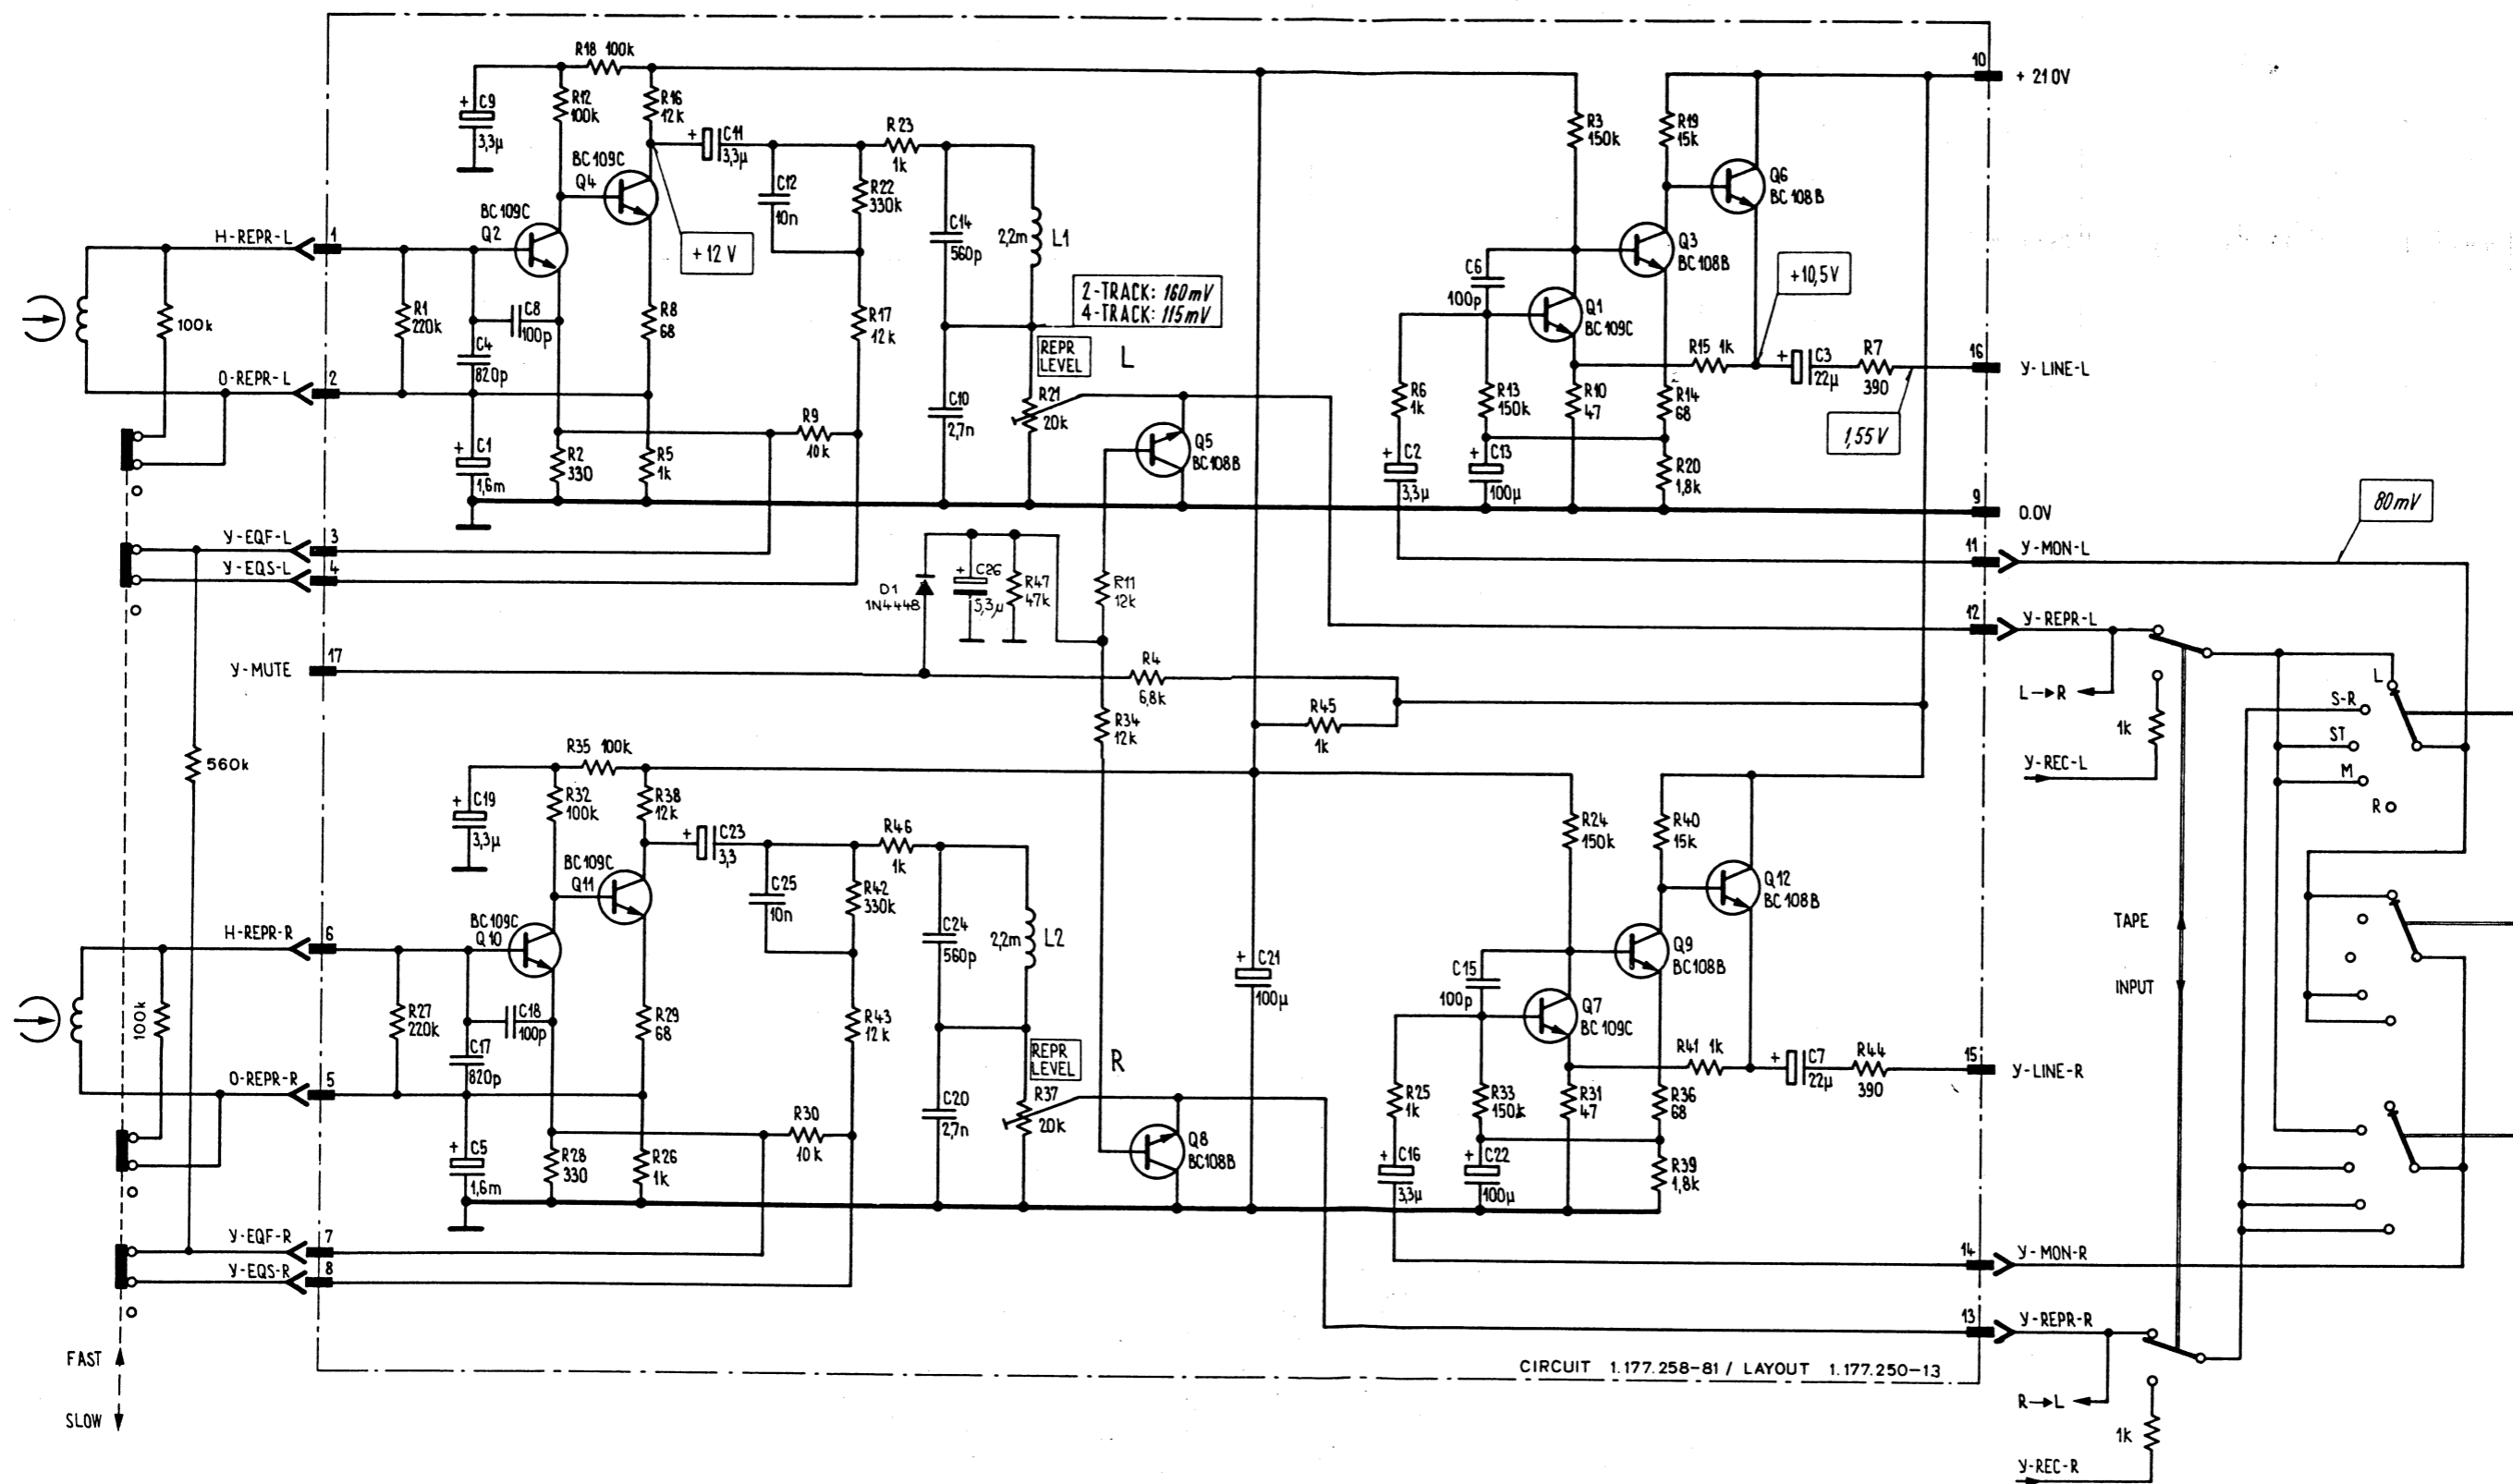 R18 100k
10
+ 21.0V
+ C9
3,3µ
R12
100k
R16
12k
+ C11
3,3µ
R 23
1k
R3
150k
R19
15k
BC109C
Q4
C12
10n
R22
330k
Q6
BC 108B
BC 109C
Q2
H-REPR-L
1
+12 V
C14
560p
2,2m
L1
Q3
BC108B
+10,5V
C6
100p
2-TRACK: 160mV
4-TRACK: 115mV
Q1
BC109C
100k
R1
220k
C8
100p
R8
68
R17
12k
C4
820p
REPR
LEVEL
L
R15 1k
+ C3
22µ
R7
390
16
Y-LINE-L
O-REPR-L
2
R6
1k
R13
150k
R10
47
R14
68
R9
10k
C10
2,7n
R21
20k
1,55V
+ C1
1,6m
R2
330
R5
1k
Q5
BC108B
+ C2
3,3µ
+ C13
100µ
R20
1,8k
9
0.0V
80mV
Y-EQF-L
3
11
Y-MON-L
Y-EQS-L
4
D1
1N4448
+ C26
5,3µ
R47
47k
R11
12k
12
Y-REPR-L
Y-MUTE
17
R4
6,8k
L→R
L
S-R
R45
1k
R34
12k
1k
ST
560k
R35 100k
Y-REC-L
M
R
+ C19
3,3µ
R32
100k
R38
12k
+ C23
3,3
R46
1k
R24
150k
R40
15k
BC109C
Q11
C25
10n
R42
330k
Q12
BC108B
BC109C
Q10
H-REPR-R
6
C24
560p
2,2m
L2
+ C21
100µ
Q9
BC108B
C15
100p
TAPE
INPUT
Q7
BC109C
100k
R27
220k
C18
100p
R29
68
R43
12k
C17
820p
REPR
LEVEL
R
R41 1k
+ C7
22µ
R44
390
15
Y-LINE-R
O-REPR-R
5
R25
1k
R33
150k
R31
47
R36
68
R30
10k
C20
2,7n
R37
20k
+ C5
1,6m
R28
330
R26
1k
Q8
BC108B
+ C16
3,3µ
+ C22
100µ
R39
1,8k
Y-EQF-R
7
14
Y-MON-R
Y-EQS-R
8
13
Y-REPR-R
FAST
SLOW
CIRCUIT 1.177.258-81 / LAYOUT 1.177.250-13
R→L
1k
Y-REC-R